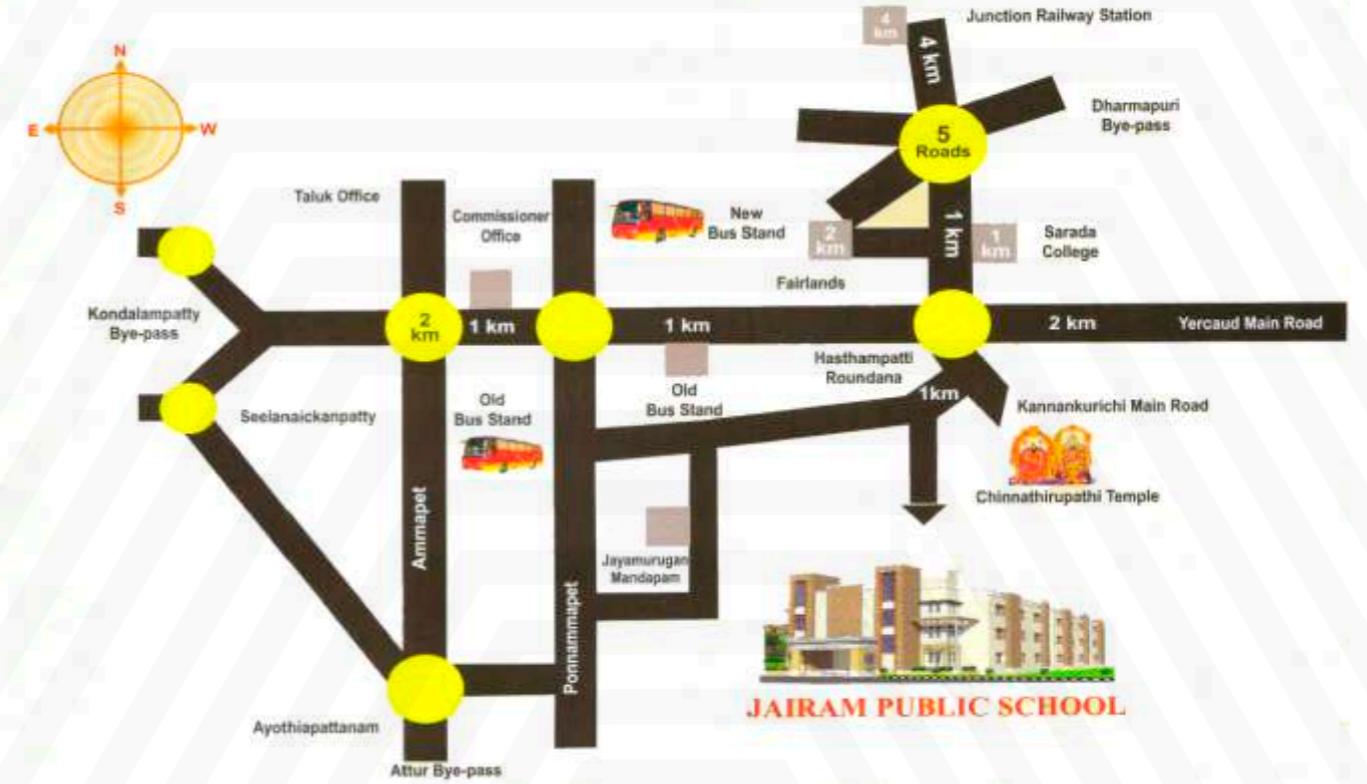 N
E
W
S
4
km
Junction Railway Station
4 km
Dharmapuri
Bye-pass
5
Roads
Taluk Office
Commissioner
Office
New
Bus Stand
2
km
1 km
1
km
Sarada
College
Fairlands
Kondalampatty
Bye-pass
2
km
1 km
1 km
2 km
Yercaud Main Road
Hasthampatti
Roundana
1km
Old
Bus Stand
Old
Bus Stand
Seelanaickanpatty
Kannankurichi Main Road
Chinnathirupathi Temple
Ammapet
Jayamurugan
Mandapam
Ponnammapet
JAIRAM PUBLIC SCHOOL
Ayothiapattanam
Attur Bye-pass